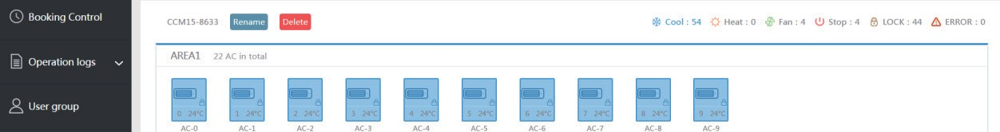 Booking Control
Operation logs
User group
CCM15-8633 Rename Delete Cool : 54 Heat : 0 Fan : 4 Stop : 4 LOCK : 44 ERROR : 0
AREA1 22 AC in total
0 24°C 1 24°C 2 24°C 3 24°C 4 24°C 5 24°C 6 24°C 7 24°C 8 24°C 9 24°C
AC-0 AC-1 AC-2 AC-3 AC-4 AC-5 AC-6 AC-7 AC-8 AC-9